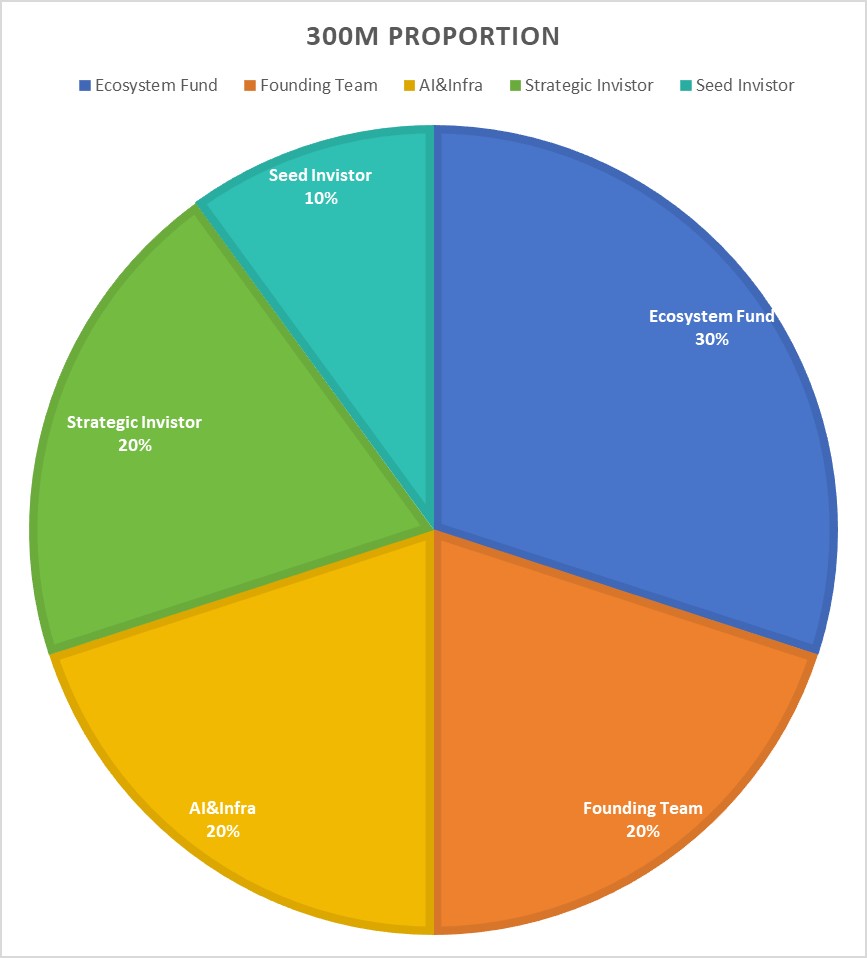 300M PROPORTION
Ecosystem Fund Founding Team AI&Infra Strategic Invistor Seed Invistor
Seed Invistor
10%
Ecosystem Fund
30%
Strategic Invistor
20%
AI&Infra
20%
Founding Team
20%